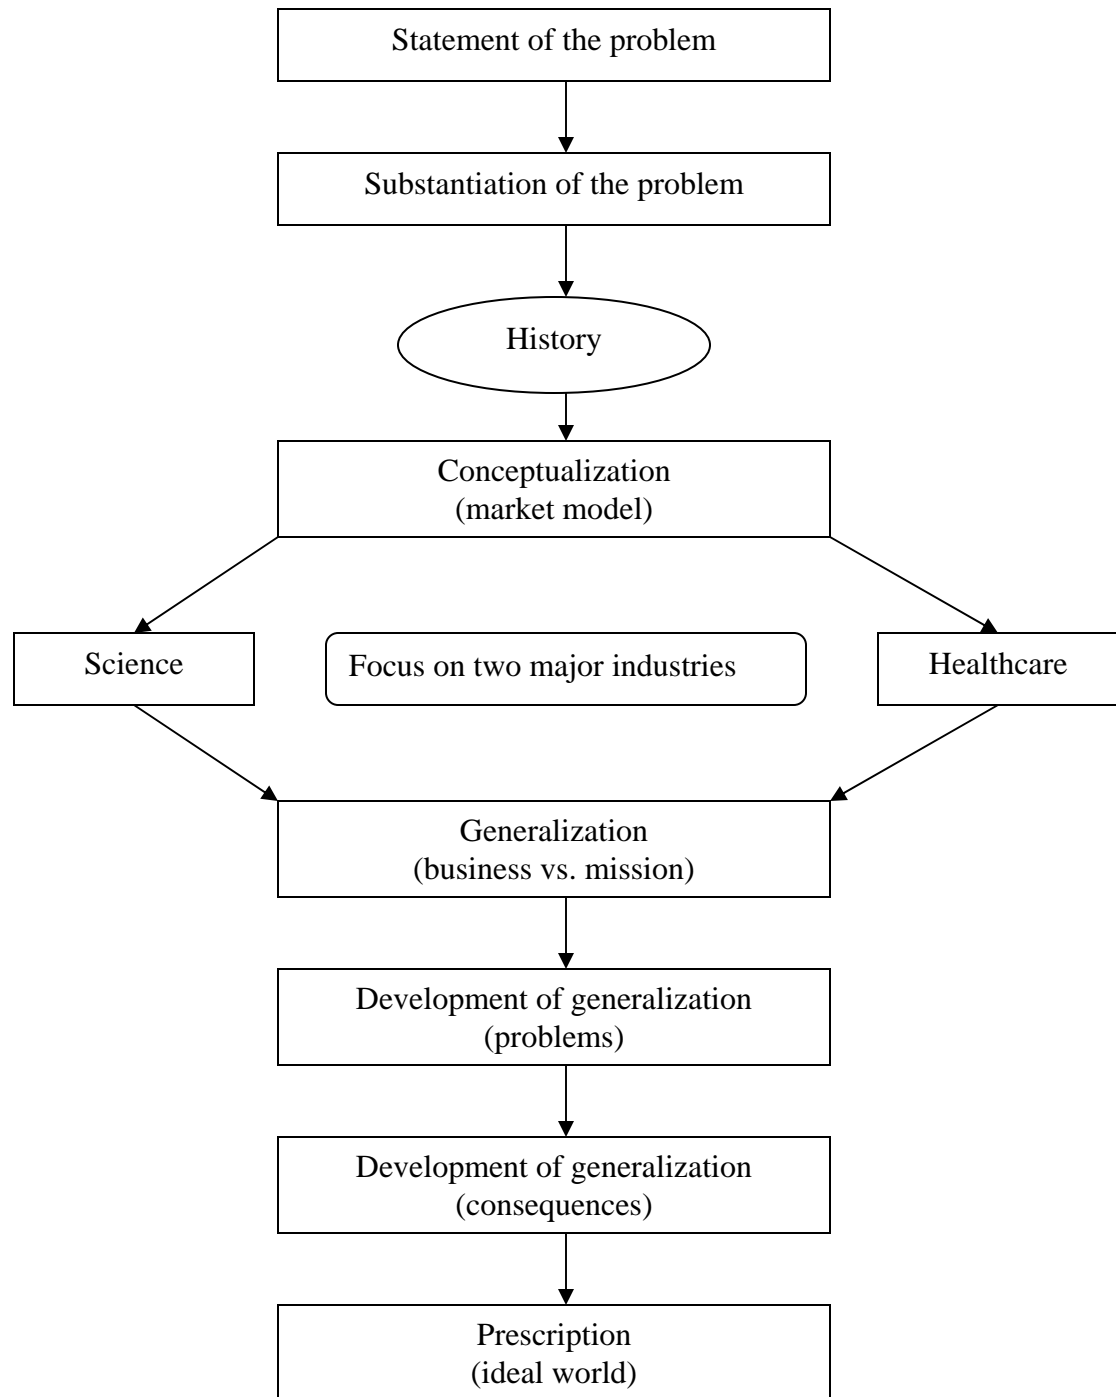 Statement of the problem
Substantiation of the problem
History
Conceptualization
(market model)
Science
Focus on two major industries
Healthcare
Generalization
(business vs. mission)
Development of generalization
(problems)
Development of generalization
(consequences)
Prescription
(ideal world)